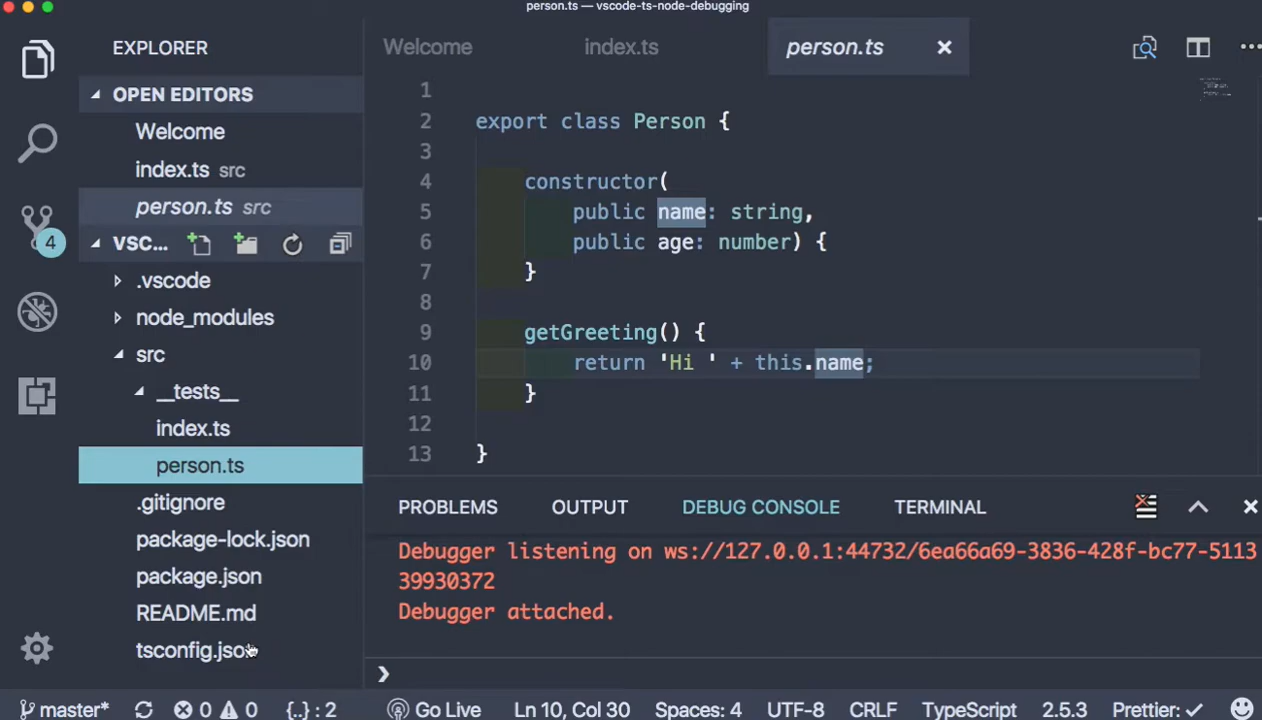 person.ts — vscode-ts-node-debugging
EXPLORER
OPEN EDITORS
Welcome
index.ts src
person.ts src
4
VSC...
.vscode
node_modules
src
__tests__
index.ts
person.ts
.gitignore
package-lock.json
package.json
README.md
tsconfig.json
Welcome
index.ts
person.ts
1
2 export class Person {
3
4 constructor(
5 public name: string,
6 public age: number) {
7 }
8
9 getGreeting() {
10 return 'Hi ' + this.name;
11 }
12
13 }
PROBLEMS
OUTPUT
DEBUG CONSOLE
TERMINAL
Debugger listening on ws://127.0.0.1:44732/6ea66a69-3836-428f-bc77-5113
39930372
Debugger attached.
master* 0 0 {..} : 2 Go Live Ln 10, Col 30 Spaces: 4 UTF-8 CRLF TypeScript 2.5.3 Prettier: ✓